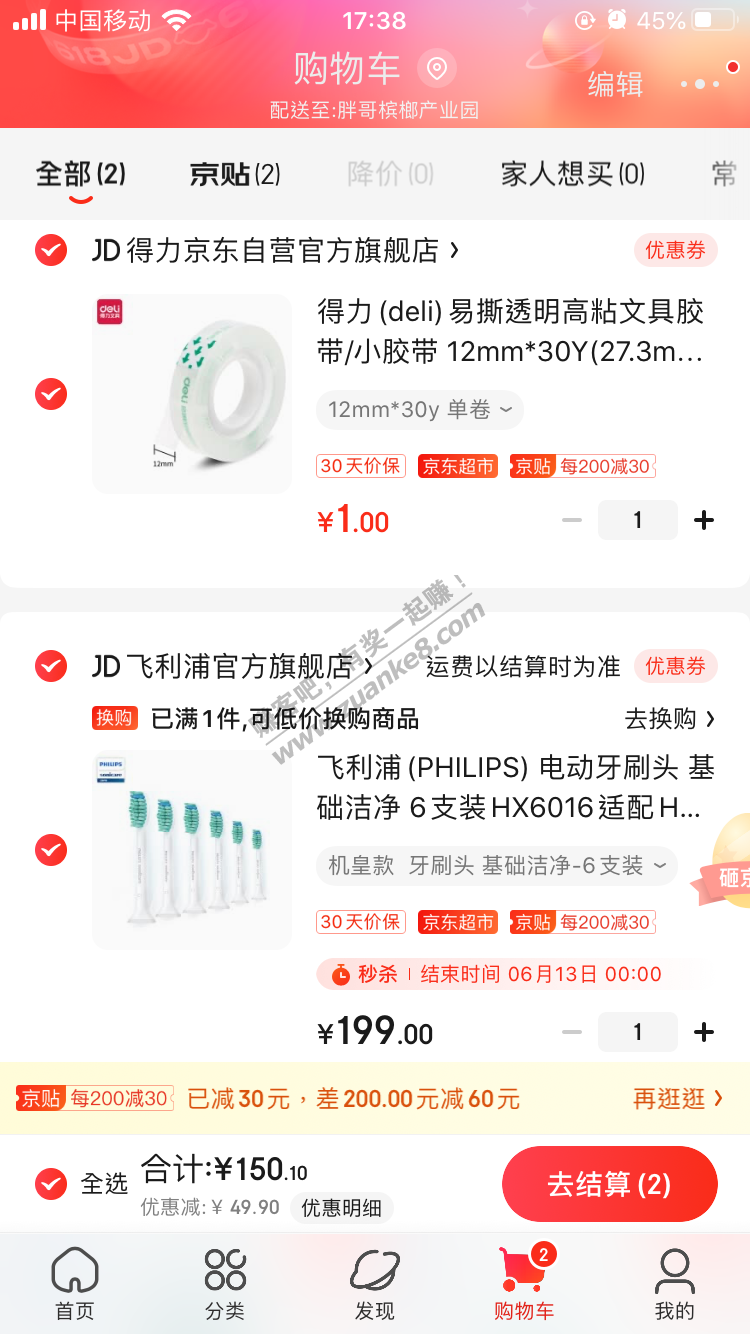 中国移动 17:38 45%
618JD
购物车
编辑
配送至:胖哥槟榔产业园
全部(2) 京贴(2) 降价(0) 家人想买(0) 常
JD 得力京东自营官方旗舰店 › 优惠券
deli
得力文具
得力(deli)易撕透明高粘文具胶
带/小胶带 12mm*30Y(27.3m...
deli
12mm
12mm*30y 单卷
30天价保 京东超市 京贴 每200减30
¥1.00 1
JD 飞利浦官方旗舰店 › 运费以结算时为准 优惠券
换购 已满1件,可低价换购商品 去换购 ›
赚客吧,有奖一起赚!
www.zuanke8.com
PHILIPS
sonicare
飞利浦(PHILIPS) 电动牙刷头 基
础洁净 6支装HX6016适配H...
机皇款 牙刷头 基础洁净-6支装
30天价保 京东超市 京贴 每200减30
秒杀 结束时间 06月13日 00:00
砸京
¥199.00 1
京贴 每200减30 已减30元，差200.00元减60元 再逛逛 ›
全选 合计:¥150.10
优惠减:¥ 49.90 优惠明细
去结算(2)
2
首页 分类 发现 购物车 我的